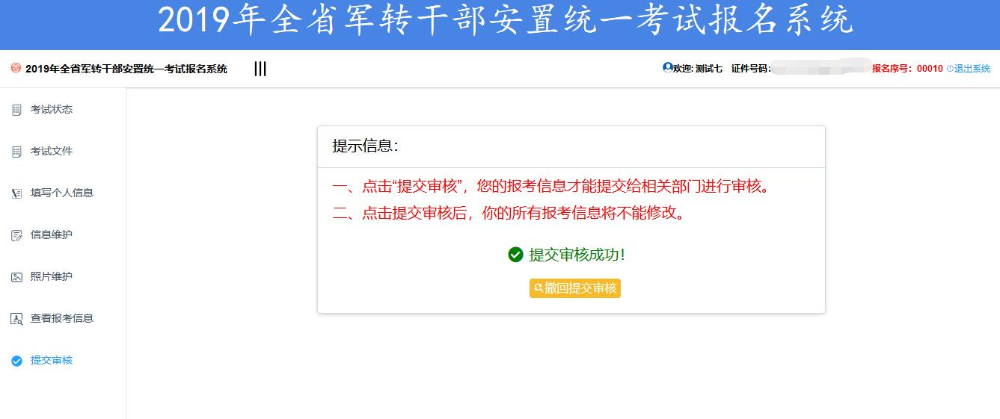 2019年全省军转干部安置统一考试报名系统
2019年全省军转干部安置统一考试报名系统
欢迎: 测试七 证件号码: 报名序号：00010 退出系统
考试状态
考试文件
填写个人信息
信息维护
照片维护
查看报考信息
提交审核
提示信息：
一、点击“提交审核”，您的报考信息才能提交给相关部门进行审核。
二、点击提交审核后，你的所有报考信息将不能修改。
提交审核成功！
撤回提交审核